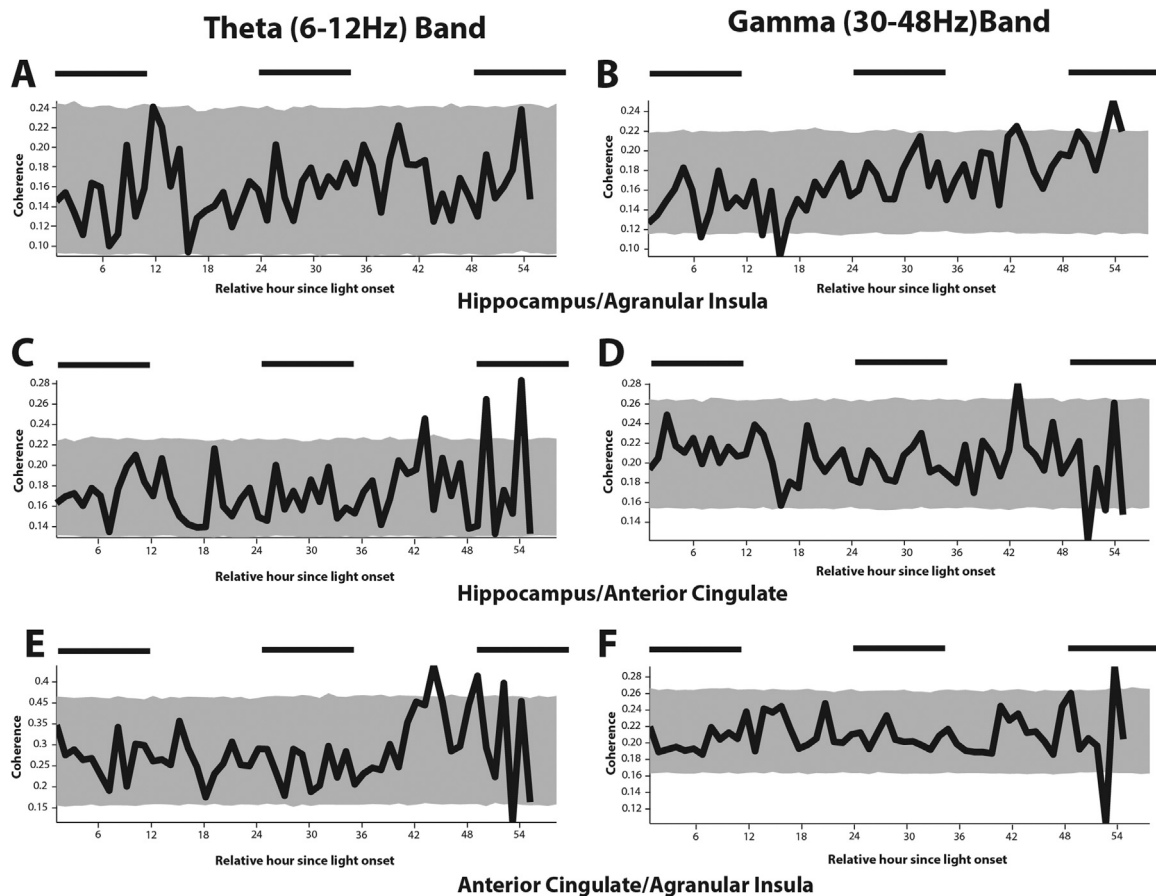 Theta (6-12Hz) Band
Gamma (30-48Hz)Band
A
B
Coherence
0.24
0.22
0.20
0.18
0.16
0.14
0.12
0.10
6 12 18 24 30 36 42 48 54
Relative hour since light onset
Coherence
0.24
0.22
0.20
0.18
0.16
0.14
0.12
0.10
6 12 18 24 30 36 42 48 54
Relative hour since light onset
Hippocampus/Agranular Insula
C
D
Coherence
0.28
0.26
0.24
0.20
0.18
0.16
0.14
6 12 18 24 30 36 42 48 54
Relative hour since light onset
Coherence
0.28
0.26
0.24
0.22
0.20
0.18
0.16
0.14
6 12 18 24 30 36 42 48 54
Relative hour since light onset
Hippocampus/Anterior Cingulate
E
F
Coherence
0.4
0.45
0.35
0.3
0.25
0.2
0.15
6 12 18 24 30 36 42 48 54
Relative hour since light onset
Coherence
0.28
0.26
0.24
0.22
0.20
0.16
0.14
0.12
6 12 18 24 30 36 42 48 54
Relative hour since light onset
Anterior Cingulate/Agranular Insula